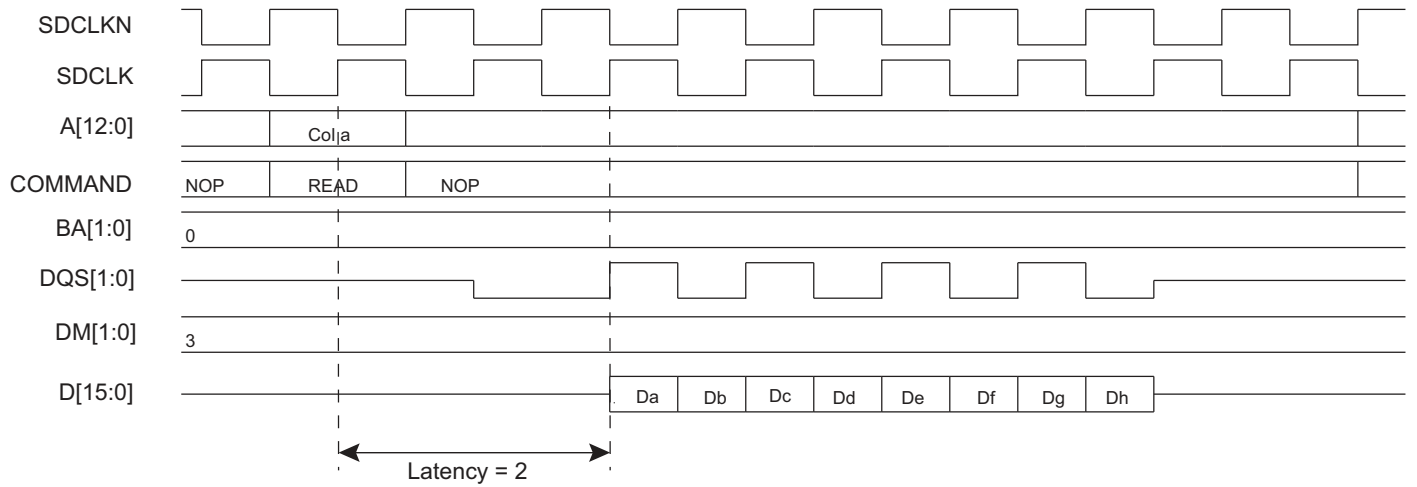 SDCLKN
SDCLK
A[12:0]
Col a
COMMAND
NOP READ NOP
BA[1:0]
0
DQS[1:0]
DM[1:0]
3
D[15:0]
Da Db Dc Dd De Df Dg Dh
Latency = 2